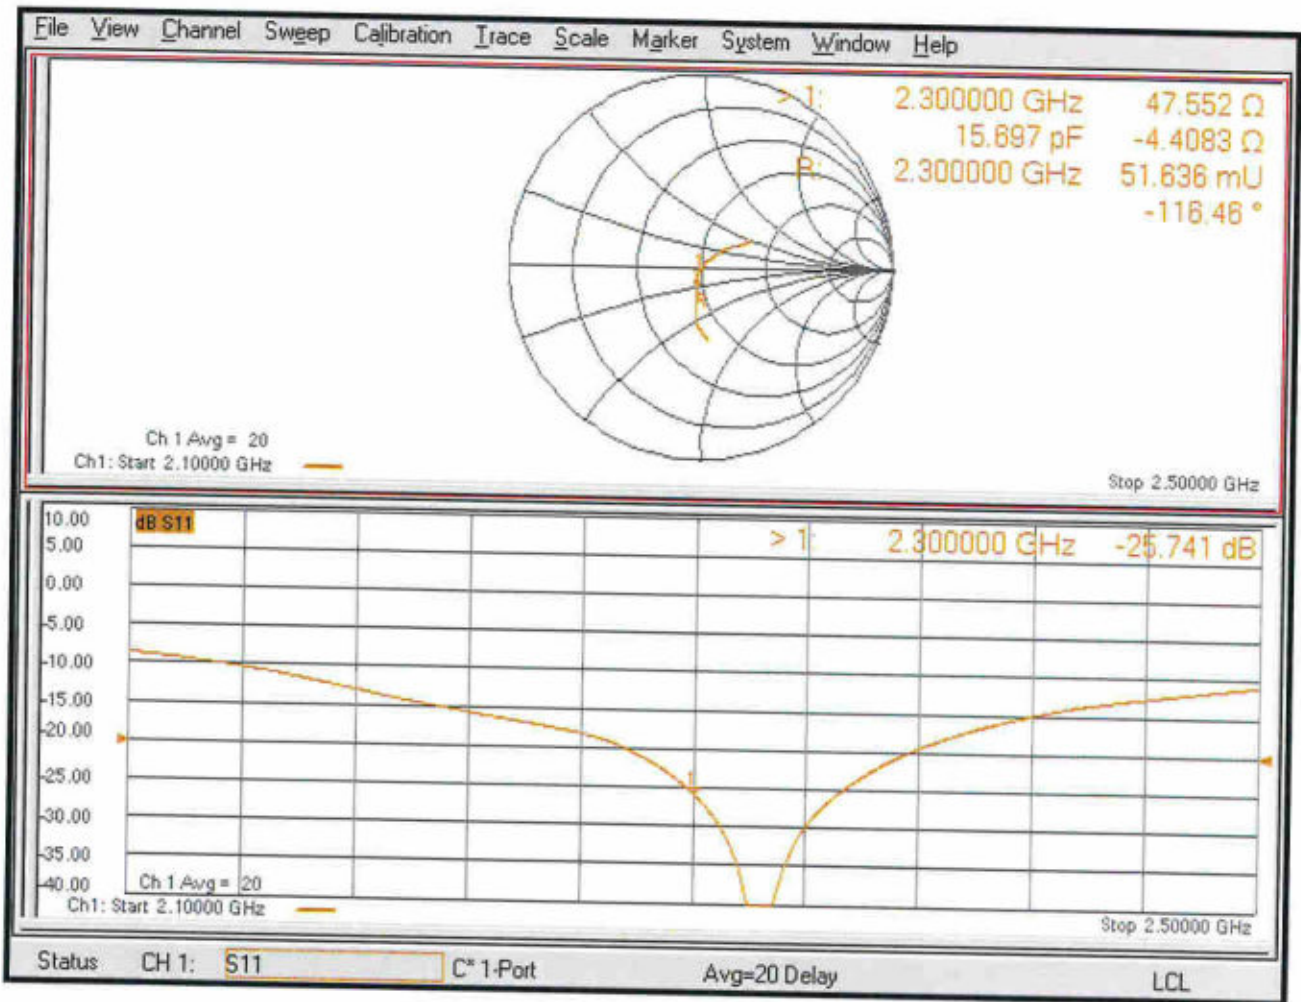 File View Channel Sweep Calibration Trace Scale Marker System Window Help
> 1: 2.300000 GHz 47.552 Ω
15.697 pF -4.4083 Ω
R: 2.300000 GHz 51.636 mU
-116.46 °
Ch 1 Avg = 20
Ch1: Start 2.10000 GHz
Stop 2.50000 GHz
10.00
dB S11
> 1: 2.300000 GHz -25.741 dB
5.00
0.00
-5.00
-10.00
-15.00
-20.00
-25.00
1
-30.00
-35.00
-40.00
Ch 1 Avg = 20
Ch1: Start 2.10000 GHz
Stop 2.50000 GHz
Status CH 1: S11 C* 1-Port Avg=20 Delay LCL